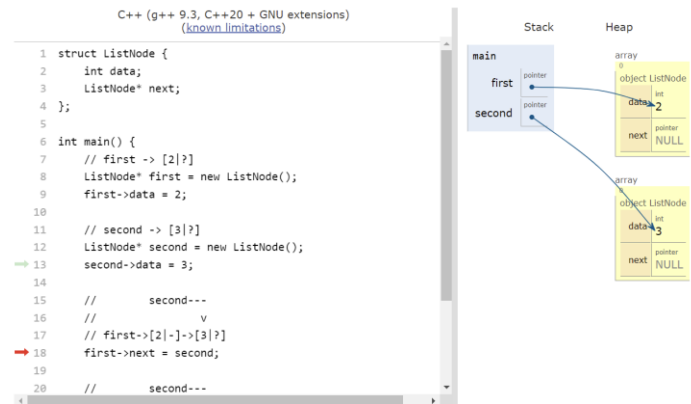 C++ (g++ 9.3, C++20 + GNU extensions)
(known limitations)
1 struct ListNode {
2     int data;
3     ListNode* next;
4 };
5
6 int main() {
7     // first -> [2|?]
8     ListNode* first = new ListNode();
9     first->data = 2;
10
11     // second -> [3|?]
12     ListNode* second = new ListNode();
13     second->data = 3;
14
15     //        second---
16     //                v
17     // first->[2|-]->[3|?]
18     first->next = second;
19
20     //        second---
Stack
Heap
main
first
pointer
second
pointer
array
0
object ListNode
data
int
2
next
pointer
NULL
array
0
object ListNode
data
int
3
next
pointer
NULL